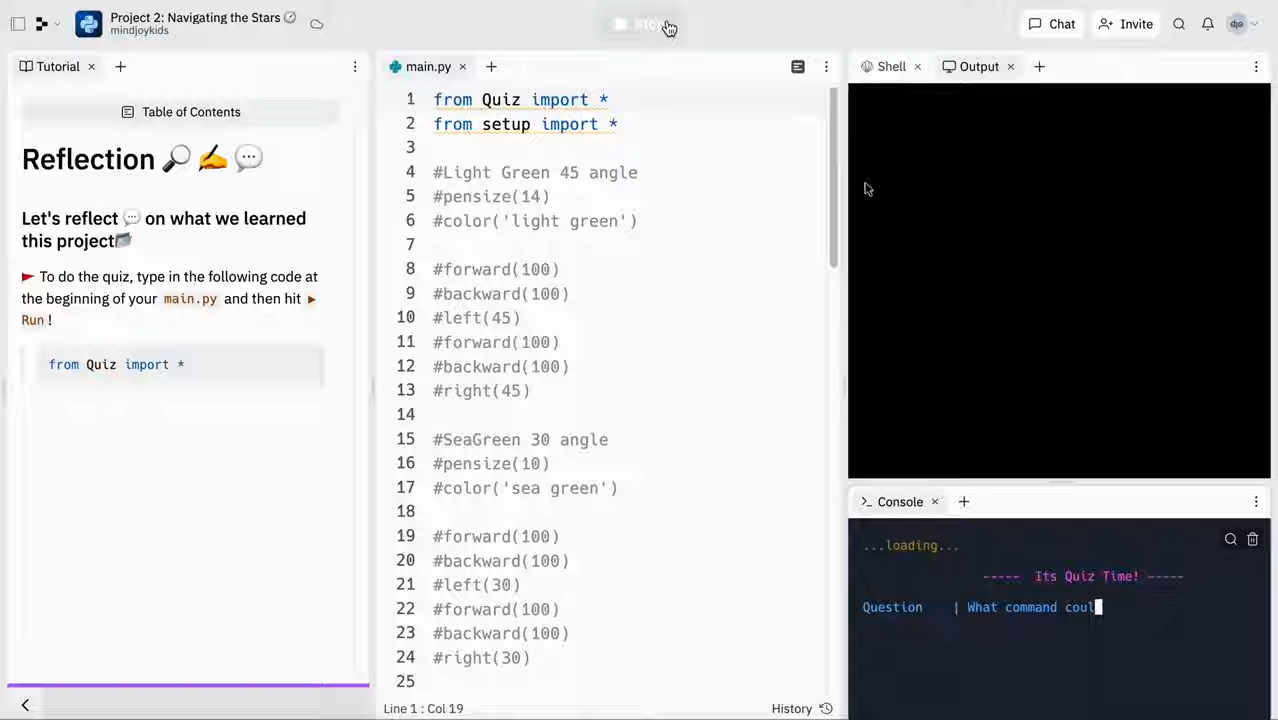 Project 2: Navigating the Stars
mindjoykids
Stop
Chat
Invite
Tutorial
Table of Contents
Reflection
Let's reflect on what we learned
this project
To do the quiz, type in the following code at
the beginning of your main.py and then hit
Run !
from Quiz import *
main.py
1 from Quiz import *
2 from setup import *
3
4 #Light Green 45 angle
5 #pensize(14)
6 #color('light green')
7
8 #forward(100)
9 #backward(100)
10 #left(45)
11 #forward(100)
12 #backward(100)
13 #right(45)
14
15 #SeaGreen 30 angle
16 #pensize(10)
17 #color('sea green')
18
19 #forward(100)
20 #backward(100)
21 #left(30)
22 #forward(100)
23 #backward(100)
24 #right(30)
25
Line 1 : Col 19
History
Shell
Output
Console
...loading...
----- Its Quiz Time! -----
Question | What command coul